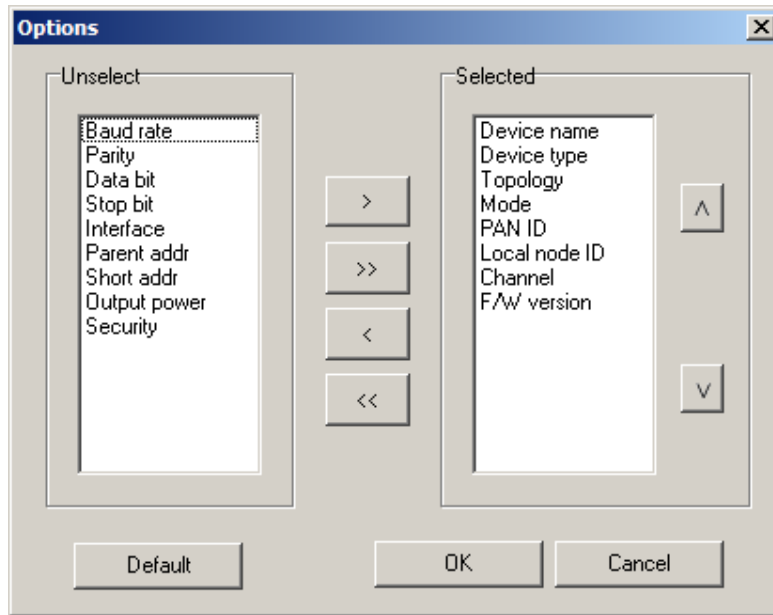 Options
Unselect
Baud rate
Parity
Data bit
Stop bit
Interface
Parent addr
Short addr
Output power
Security
>
>>
<
<<
Selected
Device name
Device type
Topology
Mode
PAN ID
Local node ID
Channel
F/W version
Default
OK
Cancel